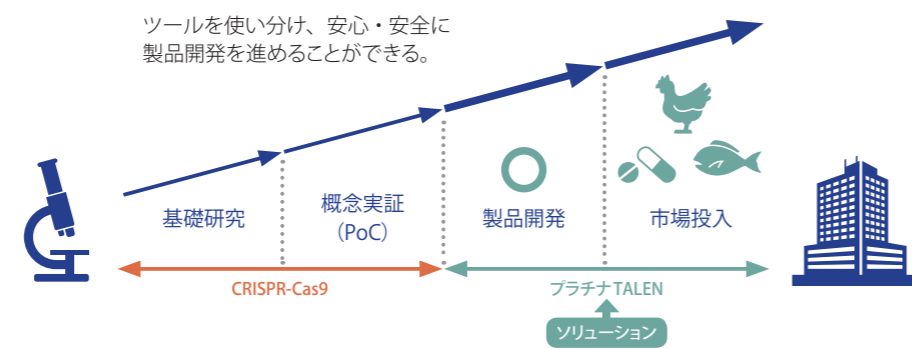 ツールを使い分け、安心・安全に
製品開発を進めることができる。
基礎研究
概念実証
(PoC)
製品開発
市場投入
CRISPR-Cas9
プラチナTALEN
ソリューション